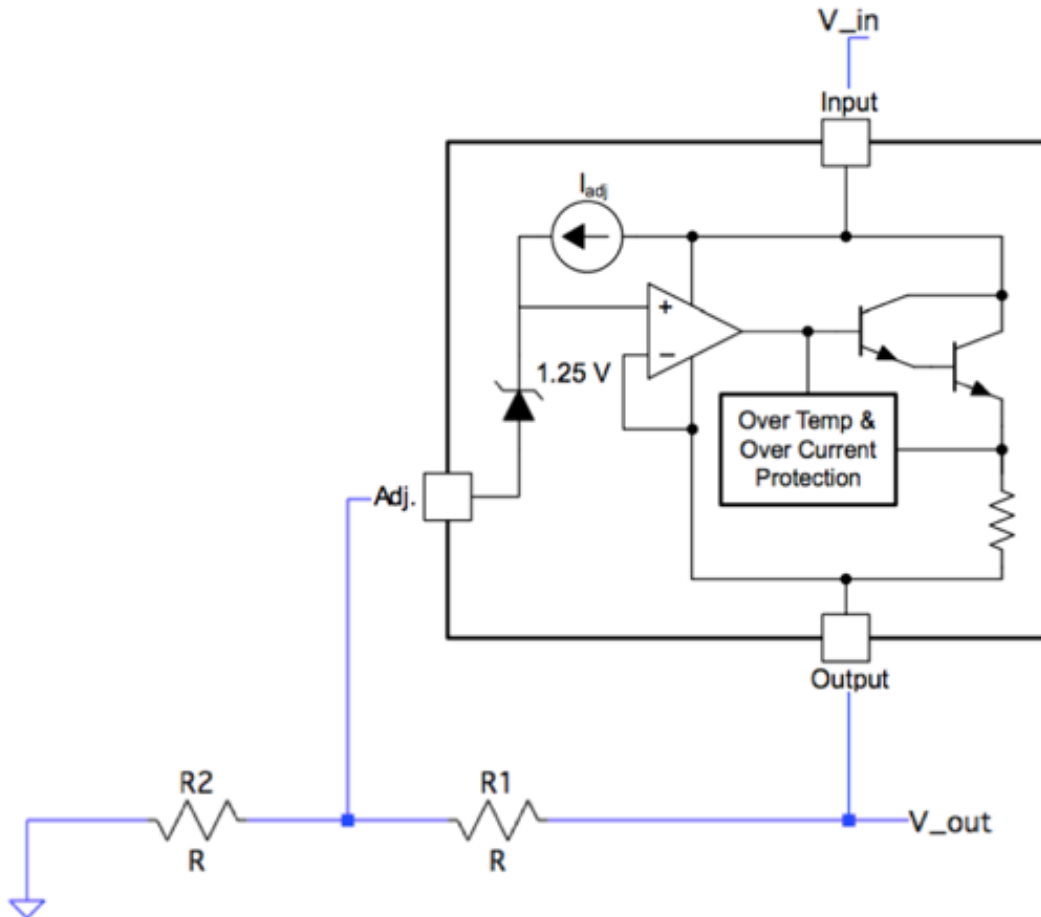 V_in
Input
I_adj
+
−
1.25 V
Over Temp &
Over Current
Protection
Adj.
Output
R2
R1
V_out
R
R